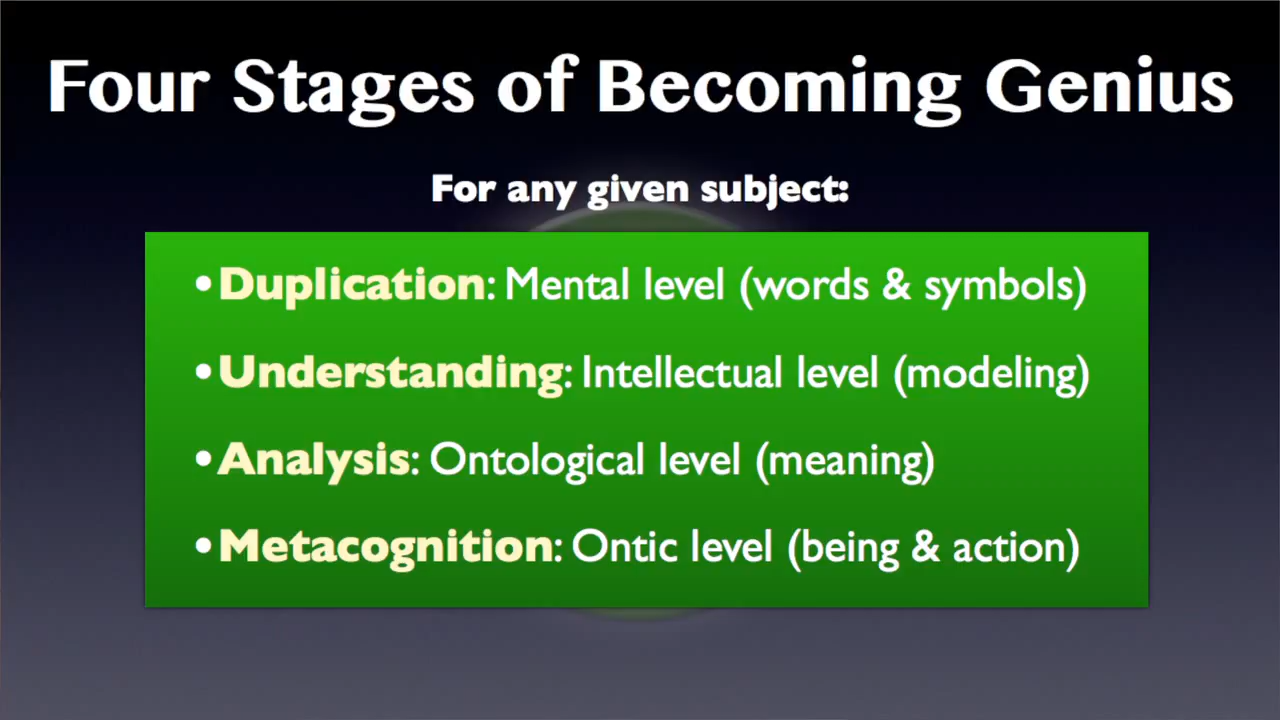 Four Stages of Becoming Genius
For any given subject:
•Duplication: Mental level (words & symbols)
•Understanding: Intellectual level (modeling)
•Analysis: Ontological level (meaning)
•Metacognition: Ontic level (being & action)